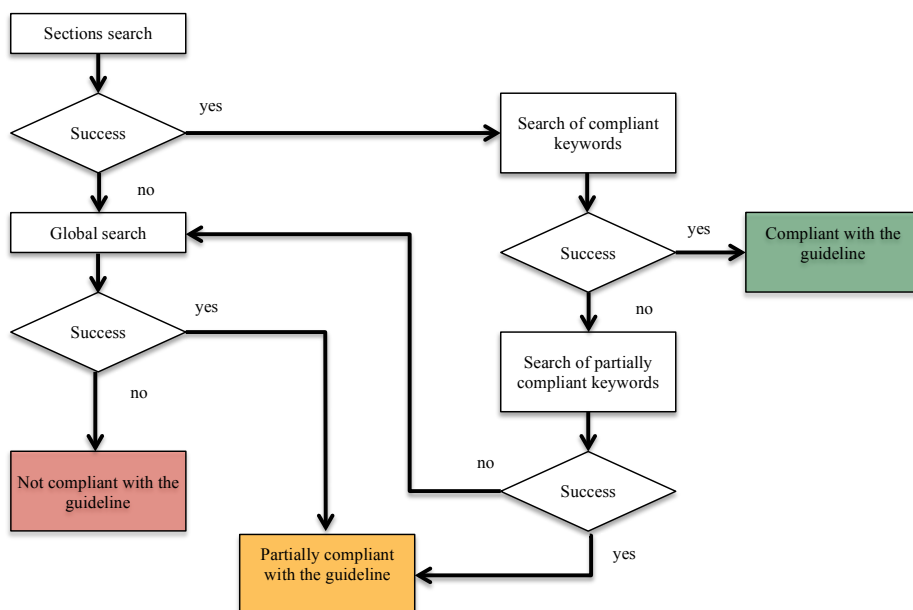 Sections search
yes
Success
Search of compliant
keywords
no
Global search
yes
Success
Compliant with the
guideline
yes
Success
no
Search of partially
compliant keywords
no
no
Success
Not compliant with the
guideline
yes
Partially compliant
with the guideline